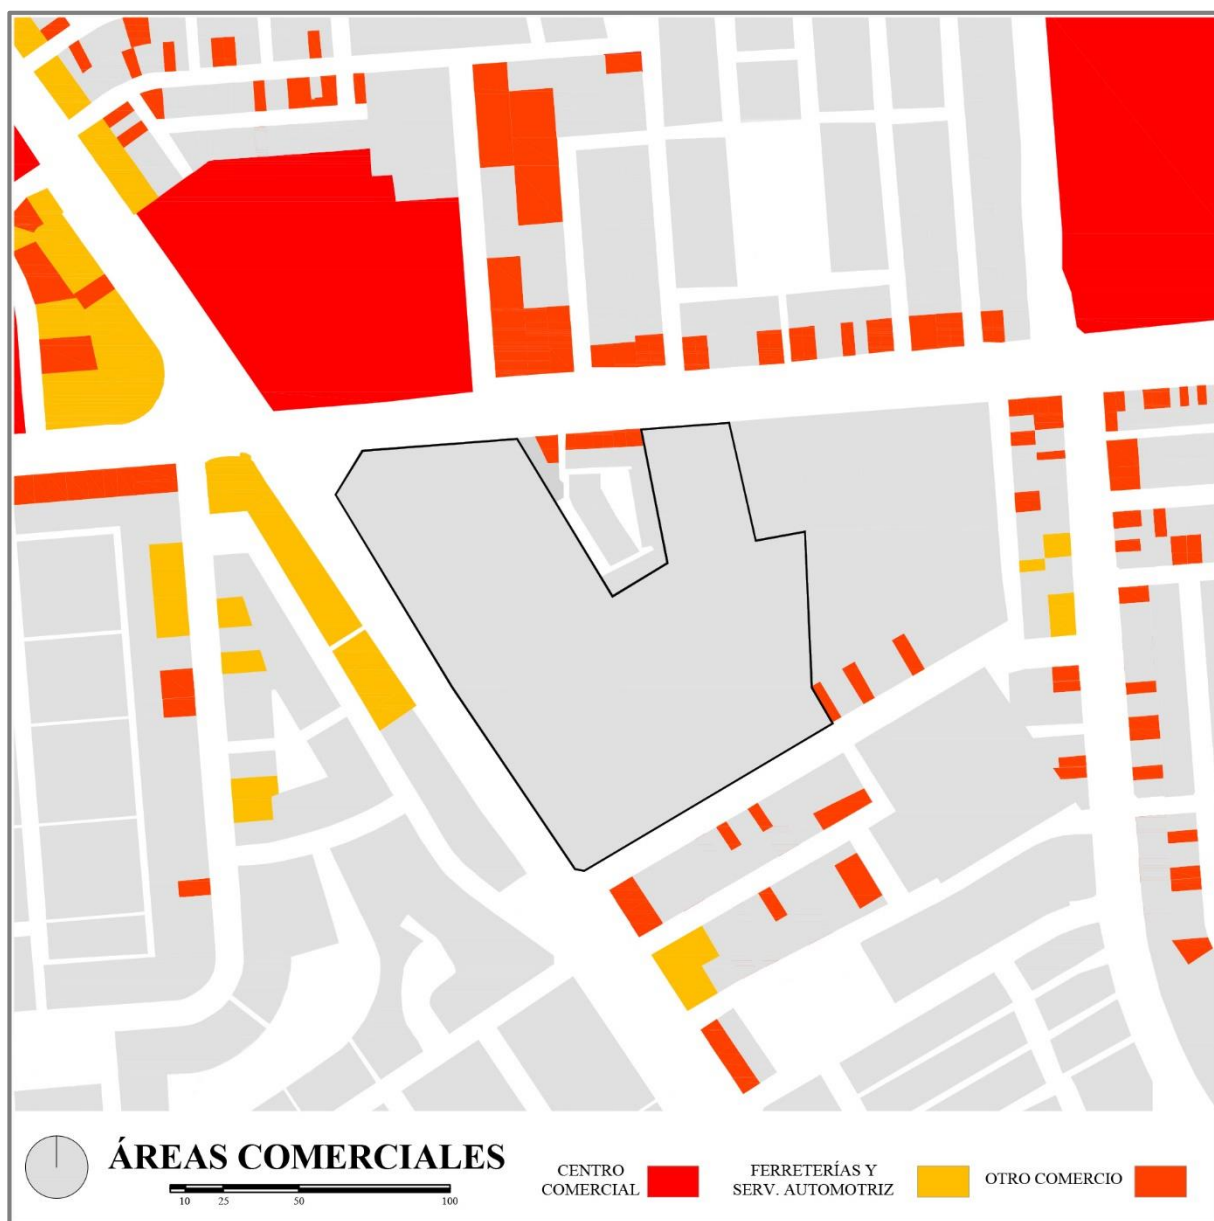 ÁREAS COMERCIALES
10 25 50 100
CENTRO
COMERCIAL
FERRETERÍAS Y
SERV. AUTOMOTRIZ
OTRO COMERCIO